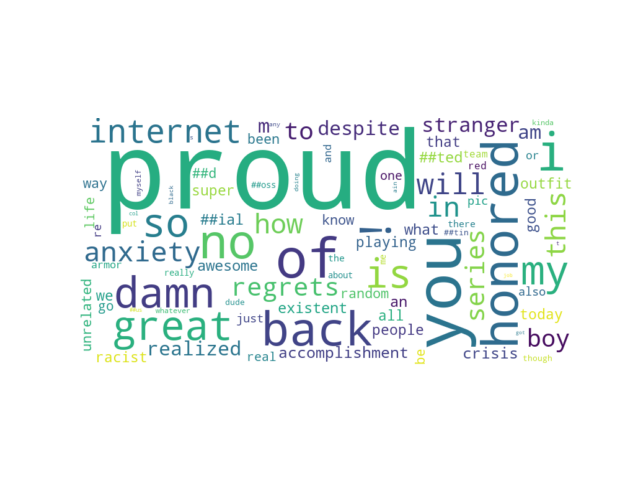 proud
internet
m
any
to despite
stranger
kinda
am
i
been
and
that
##ted
team
or
way
myself
black
##d
super
##oss
doing
one
ain
red
will
outfit
honored
life
re
put
col
so
##ial
how
know
!
in
pic
good
this
what
there
##tin
playing
you
anxiety
no
of
is
be
series
my
armor
awesome
the
about
really
we
go
damn
regrets
random
an
also
unrelated
whatever
dude
existent
all
today
great
back
people
just
got
boy
racist
realized
real
accomplishment
be
crisis
though